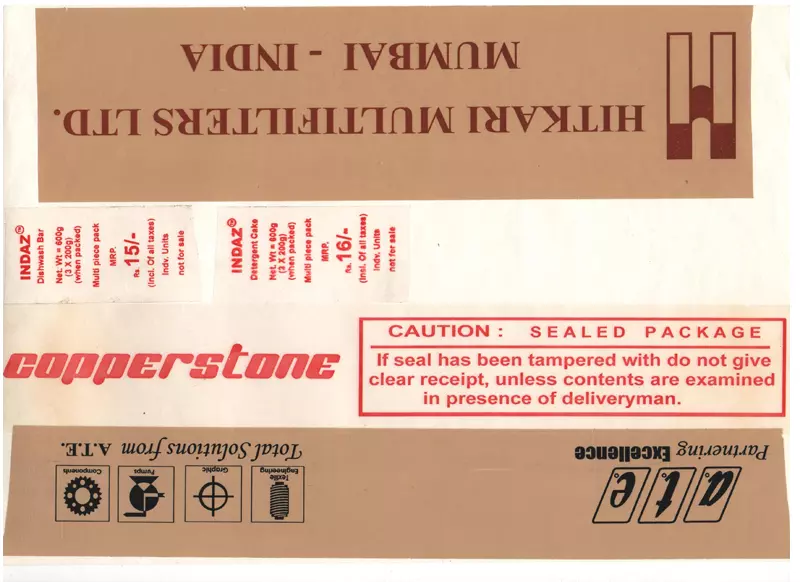 HITKARI MULTIFILTERS LTD.
MUMBAI - INDIA
INDAZ®
Dishwash Bar
Net. Wt = 600g
(3 X 200g)
(when packed)
Multi piece pack
MRP.
Rs. 15/-
(Incl. Of all taxes)
Indv. Units
not for sale
INDAZ®
Detergent Cake
Net. Wt = 600g
(3 X 200g)
(when packed)
Multi piece pack
MRP.
Rs. 16/-
(Incl. Of all taxes)
Indv. Units
not for sale
copperstone
CAUTION : SEALED PACKAGE
If seal has been tampered with do not give
clear receipt, unless contents are examined
in presence of deliveryman.
a.t.e.
Partnering Excellence
Textile
Engineering
Graphic
Pumps
Components
Total Solutions from A.T.E.